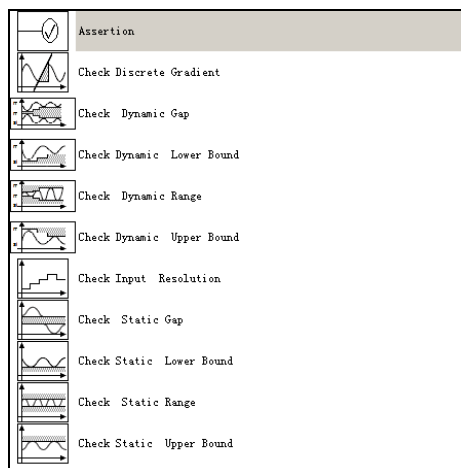 Assertion
Check Discrete Gradient
Check Dynamic Gap
Check Dynamic Lower Bound
Check Dynamic Range
Check Dynamic Upper Bound
Check Input Resolution
Check Static Gap
Check Static Lower Bound
Check Static Range
Check Static Upper Bound